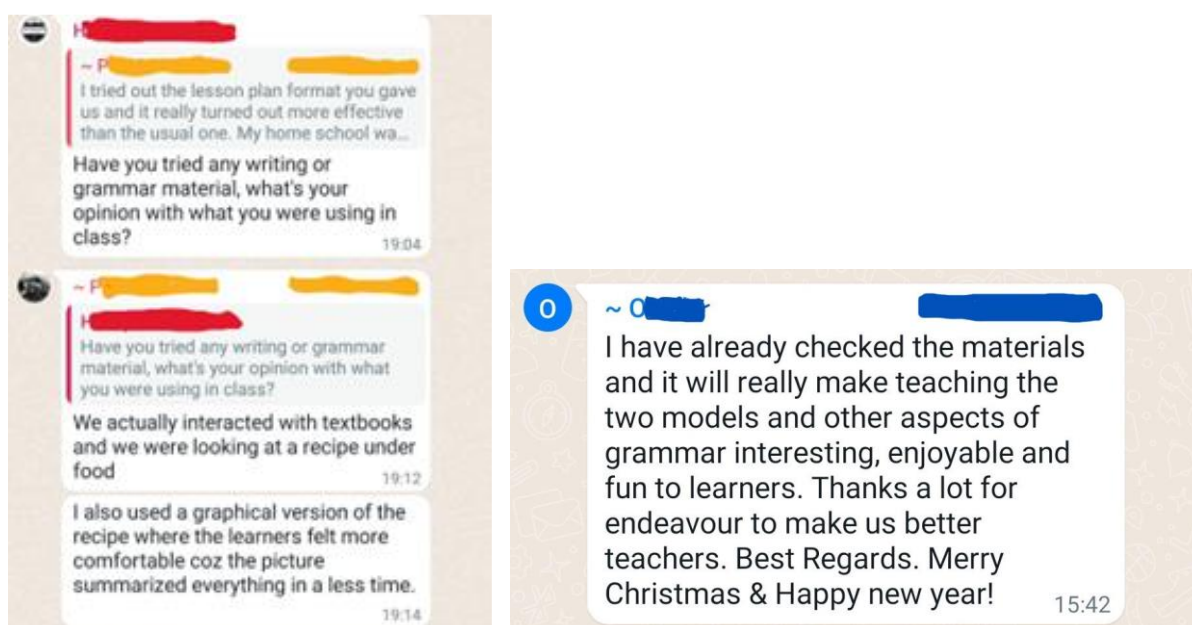 H
~ P
I tried out the lesson plan format you gave
us and it really turned out more effective
than the usual one. My home school wa...
Have you tried any writing or
grammar material, what's your
opinion with what you were using in
class?
19:04
~ P
H
Have you tried any writing or grammar
material, what's your opinion with what
you were using in class?
We actually interacted with textbooks
and we were looking at a recipe under
food
19:12
I also used a graphical version of the
recipe where the learners felt more
comfortable coz the picture
summarized everything in a less time.
19:14
O
~ O
I have already checked the materials
and it will really make teaching the
two models and other aspects of
grammar interesting, enjoyable and
fun to learners. Thanks a lot for
endeavour to make us better
teachers. Best Regards. Merry
Christmas & Happy new year!
15:42